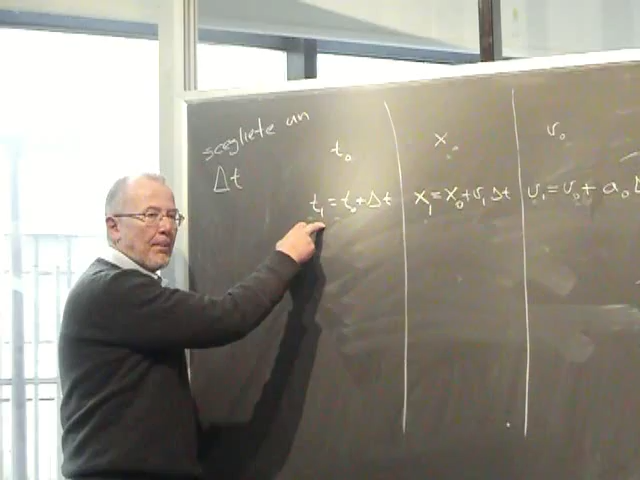 scegliete un
Δt
t₀ x₀ v₀
t₁ = t₀ + Δt x₁ = x₀ + v₁ Δt v₁ = v₀ + a₀ Δ